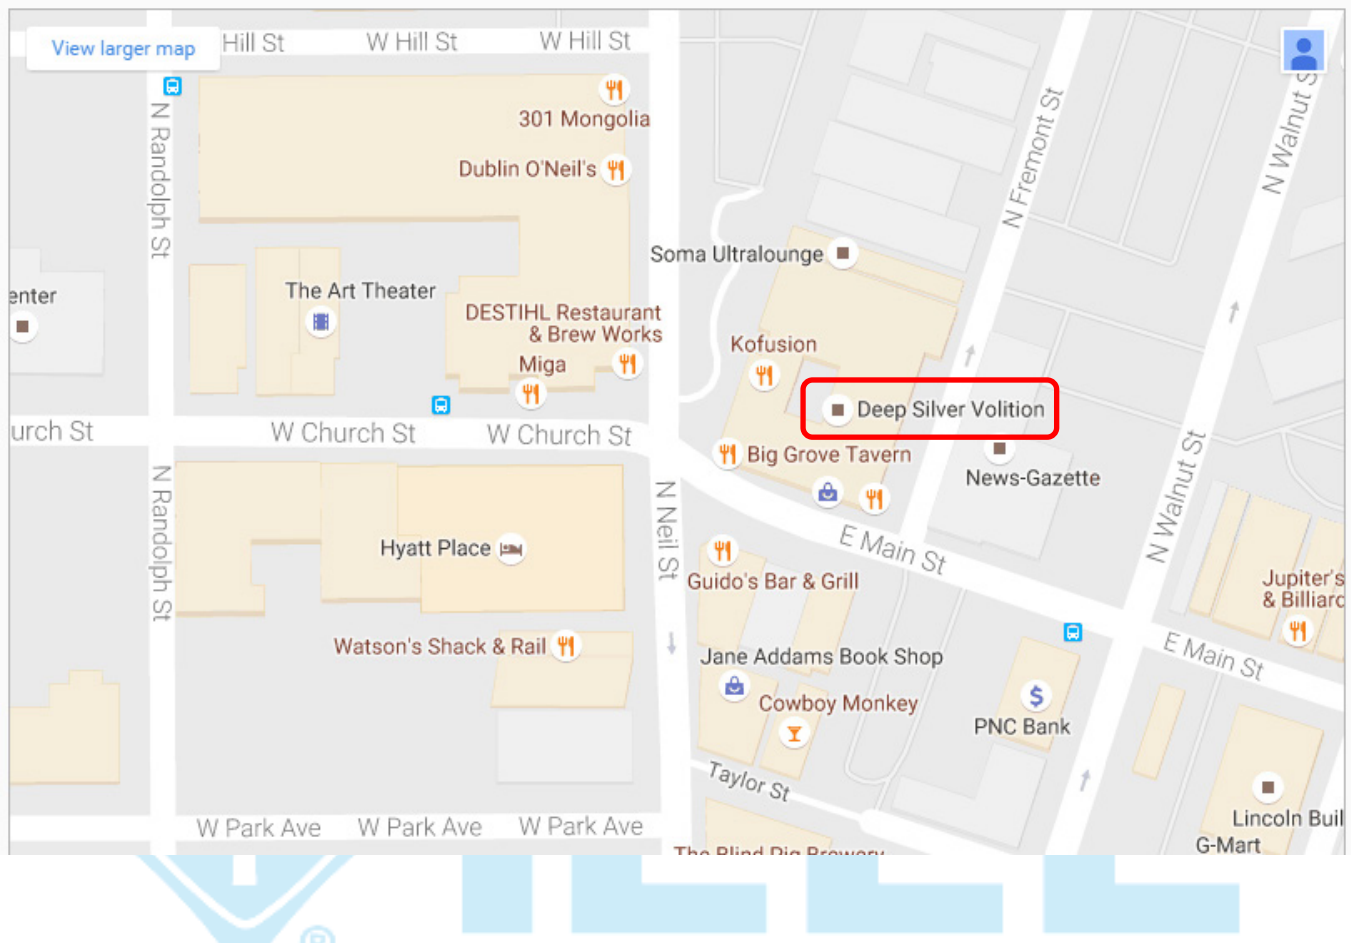 View larger map
Hill St
W Hill St
W Hill St
N Randolph St
301 Mongolia
Dublin O'Neil's
N Fremont St
N Walnut S
Soma Ultralounge
enter
The Art Theater
DESTIHL Restaurant
& Brew Works
Miga
Kofusion
Deep Silver Volition
urch St
W Church St
W Church St
Big Grove Tavern
News-Gazette
N Randolph St
N Neil St
N Walnut St
Hyatt Place
E Main St
Guido's Bar & Grill
Jupiter's
& Billiard
Watson's Shack & Rail
Jane Addams Book Shop
E Main St
Cowboy Monkey
$
PNC Bank
Taylor St
W Park Ave
W Park Ave
W Park Ave
Lincoln Buil
G-Mart
The Blind Pig Brewery
®